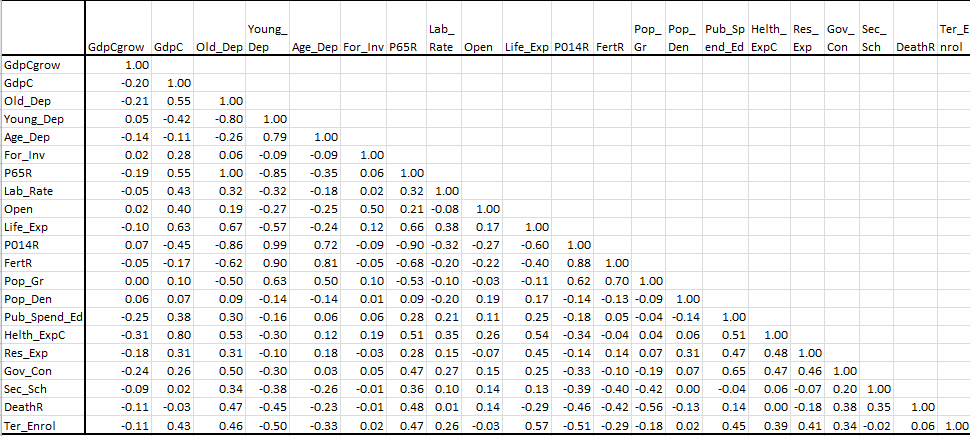 Young_ Lab_ Pop_ Pop_ Pub_Sp Helth_ Res_ Gov_ Sec_ Ter_E
GdpCgrow GdpC Old_Dep Dep Age_Dep For_Inv P65R Rate Open Life_Exp P014R FertR Gr Den end_Ed ExpC Exp Con Sch DeathR nrol
GdpCgrow 1.00
GdpC -0.20 1.00
Old_Dep -0.21 0.55 1.00
Young_Dep 0.05 -0.42 -0.80 1.00
Age_Dep -0.14 -0.11 -0.26 0.79 1.00
For_Inv 0.02 0.28 0.06 -0.09 -0.09 1.00
P65R -0.19 0.55 1.00 -0.85 -0.35 0.06 1.00
Lab_Rate -0.05 0.43 0.32 -0.32 -0.18 0.02 0.32 1.00
Open 0.02 0.40 0.19 -0.27 -0.25 0.50 0.21 -0.08 1.00
Life_Exp -0.10 0.63 0.67 -0.57 -0.24 0.12 0.66 0.38 0.17 1.00
P014R 0.07 -0.45 -0.86 0.99 0.72 -0.09 -0.90 -0.32 -0.27 -0.60 1.00
FertR -0.05 -0.17 -0.62 0.90 0.81 -0.05 -0.68 -0.20 -0.22 -0.40 0.88 1.00
Pop_Gr 0.00 0.10 -0.50 0.63 0.50 0.10 -0.53 -0.10 -0.03 -0.11 0.62 0.70 1.00
Pop_Den 0.06 0.07 0.09 -0.14 -0.14 0.01 0.09 -0.20 0.19 0.17 -0.14 -0.13 -0.09 1.00
Pub_Spend_Ed -0.25 0.38 0.30 -0.16 0.06 0.06 0.28 0.21 0.11 0.25 -0.18 0.05 -0.04 -0.14 1.00
Helth_ExpC -0.31 0.80 0.53 -0.30 0.12 0.19 0.51 0.35 0.26 0.54 -0.34 -0.04 0.04 0.06 0.51 1.00
Res_Exp -0.18 0.31 0.31 -0.10 0.18 -0.03 0.28 0.15 -0.07 0.45 -0.14 0.14 0.07 0.31 0.47 0.48 1.00
Gov_Con -0.24 0.26 0.50 -0.30 0.03 0.05 0.47 0.27 0.15 0.25 -0.33 -0.10 -0.19 0.07 0.65 0.47 0.46 1.00
Sec_Sch -0.09 0.02 0.34 -0.38 -0.26 -0.01 0.36 0.10 0.14 0.13 -0.39 -0.40 -0.42 0.00 -0.04 0.06 -0.07 0.20 1.00
DeathR -0.11 -0.03 0.47 -0.45 -0.23 -0.01 0.48 0.01 0.14 -0.29 -0.46 -0.42 -0.56 -0.13 0.14 0.00 -0.18 0.38 0.35 1.00
Ter_Enrol -0.11 0.43 0.46 -0.50 -0.33 0.02 0.47 0.26 -0.03 0.57 -0.51 -0.29 -0.18 0.02 0.45 0.39 0.41 0.34 -0.02 0.06 1.00